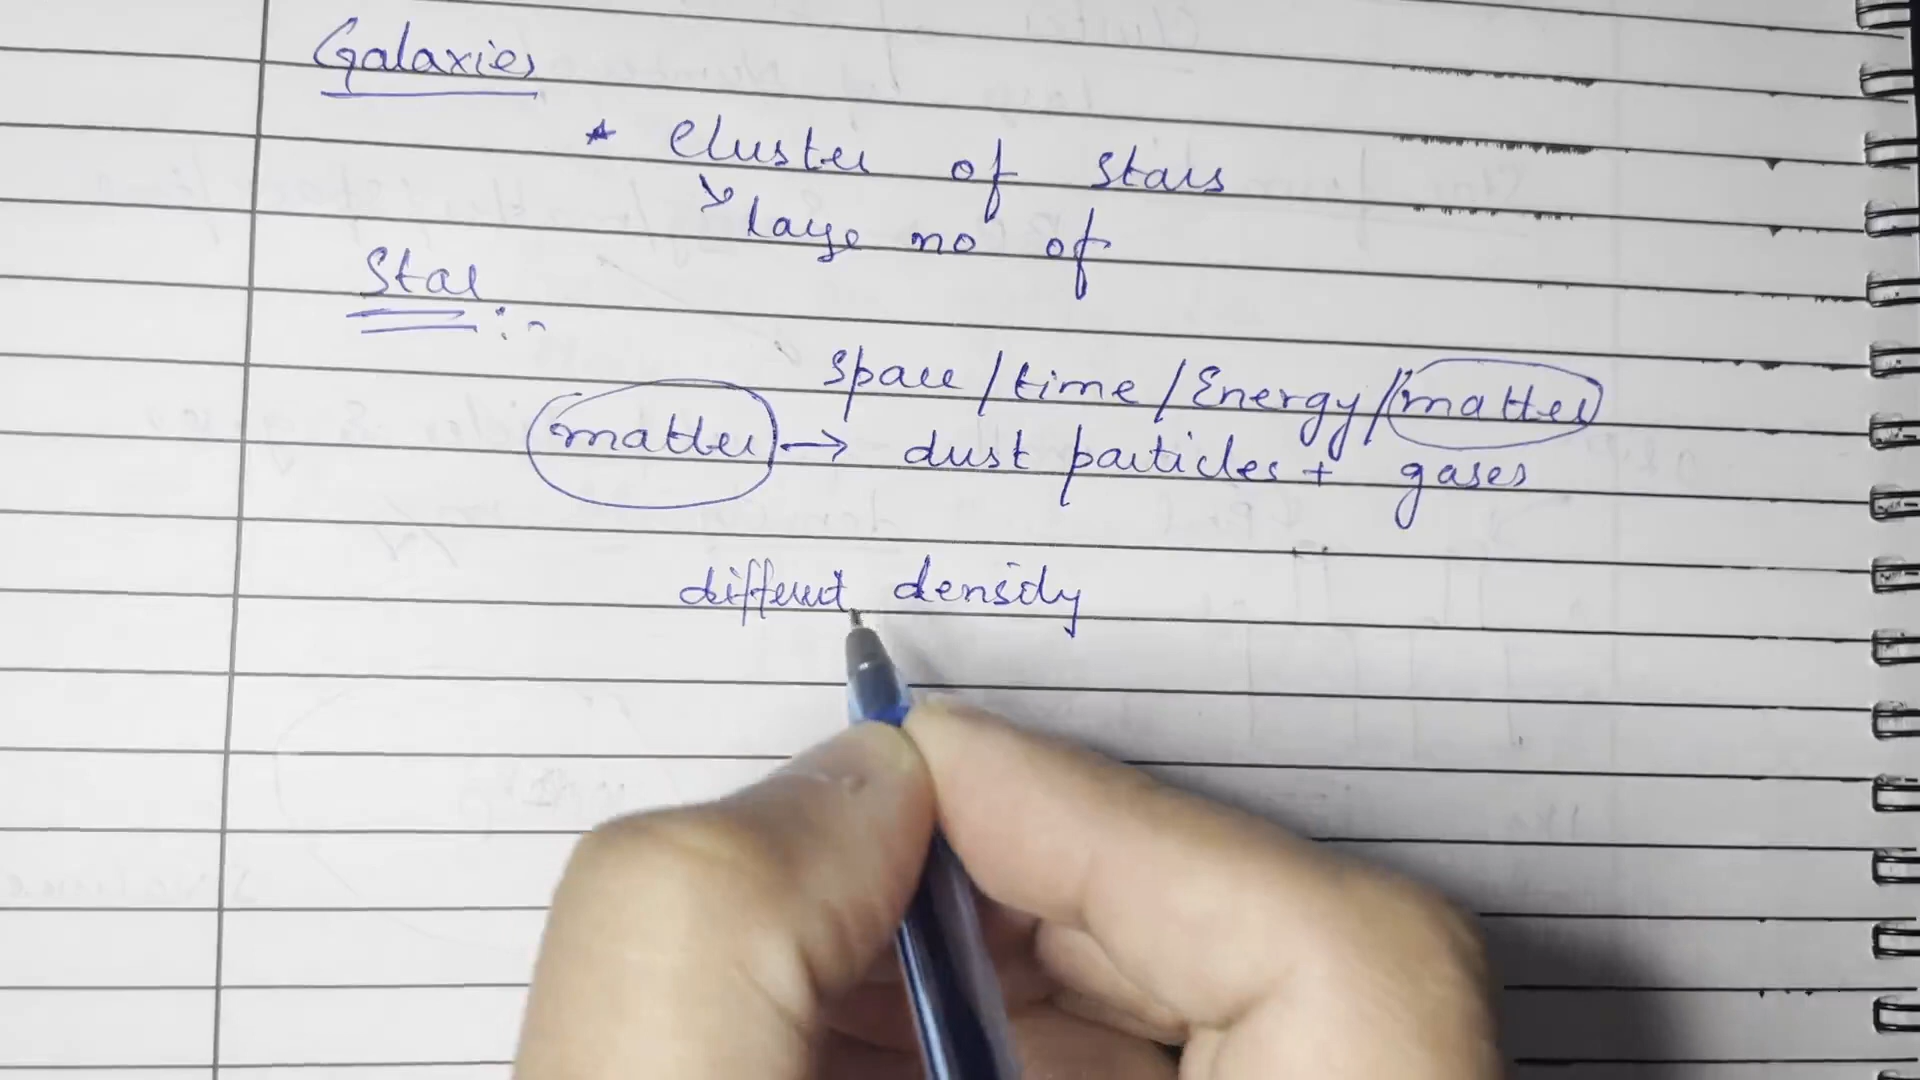 Galaxies
* Cluster of stars
↘ large no of
Star :-
space / time / Energy / matter
matter → dust particles + gases
different density